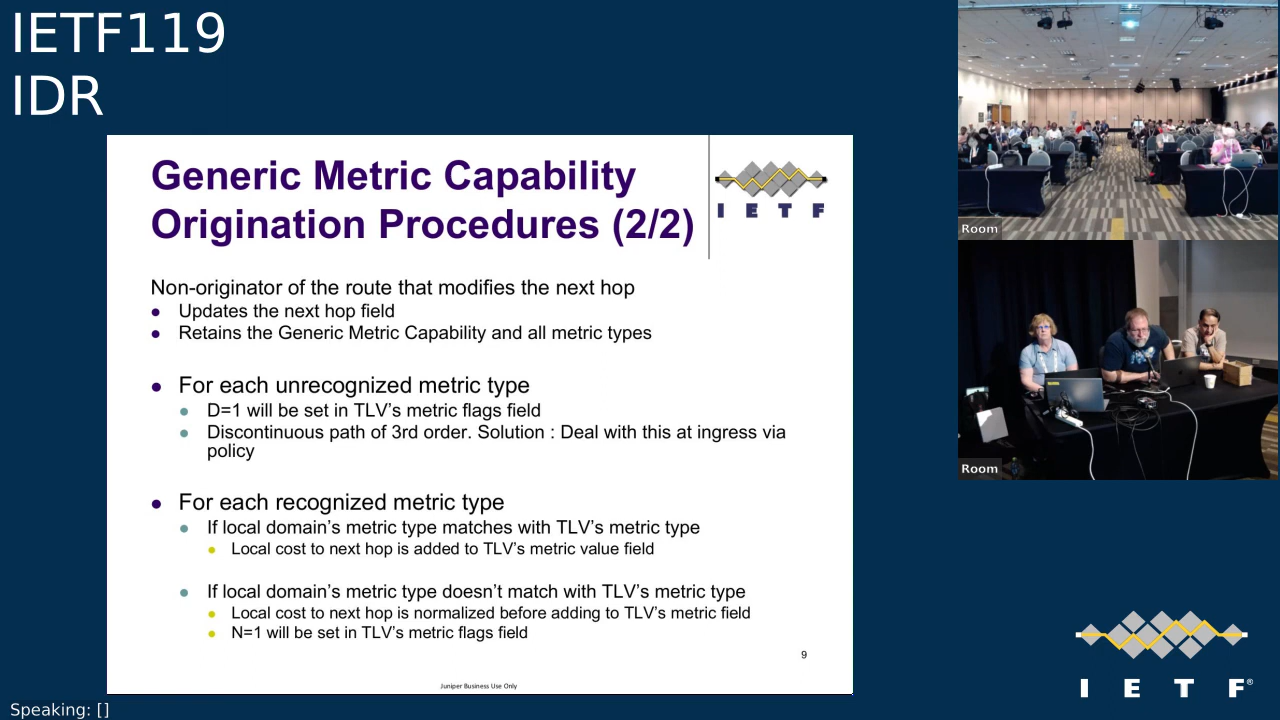 IETF119
IDR
Generic Metric Capability
Origination Procedures (2/2)
I E T F
Non-originator of the route that modifies the next hop
● Updates the next hop field
● Retains the Generic Metric Capability and all metric types
● For each unrecognized metric type
● D=1 will be set in TLV’s metric flags field
● Discontinuous path of 3rd order. Solution : Deal with this at ingress via
policy
● For each recognized metric type
● If local domain’s metric type matches with TLV’s metric type
● Local cost to next hop is added to TLV’s metric value field
● If local domain’s metric type doesn’t match with TLV’s metric type
● Local cost to next hop is normalized before adding to TLV’s metric field
● N=1 will be set in TLV’s metric flags field
9
Juniper Business Use Only
Room
Room
I E T F®
Speaking: []